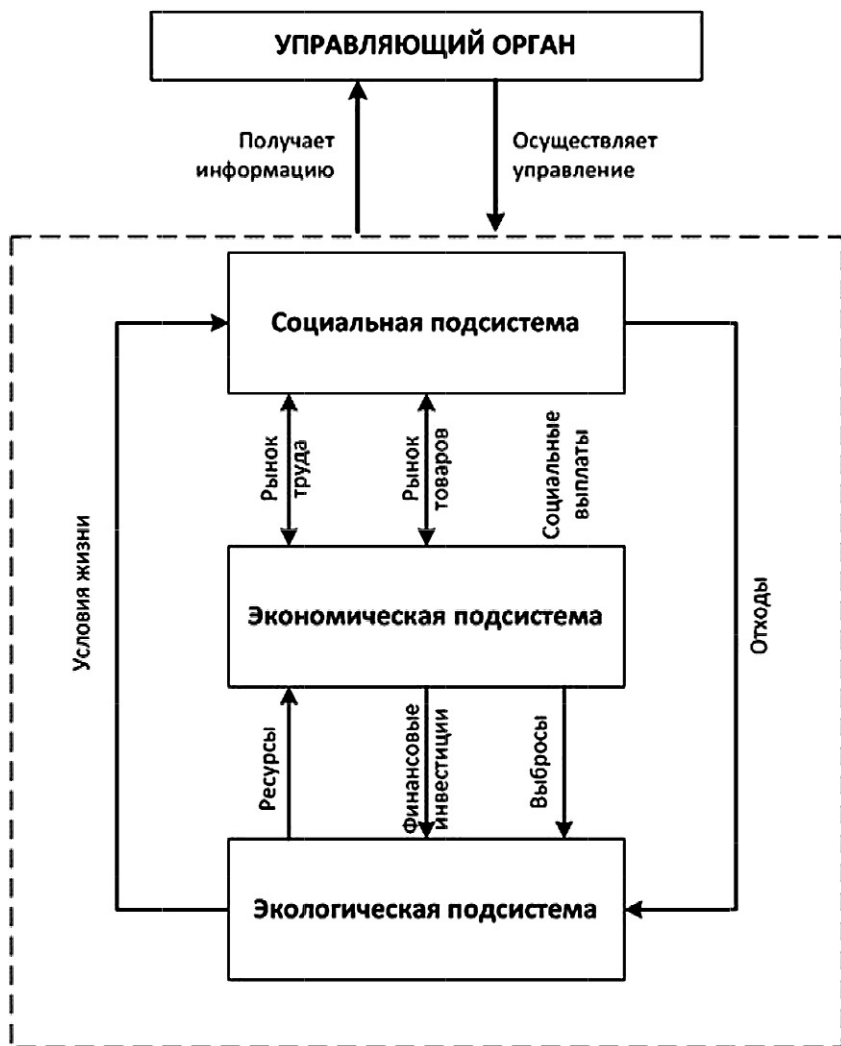 УПРАВЛЯЮЩИЙ ОРГАН
Получает
информацию
Осуществляет
управление
Социальная подсистема
Рынок
труда
Рынок
товаров
Социальные
выплаты
Условия жизни
Отходы
Экономическая подсистема
Ресурсы
Финансовые
инвестиции
Выбросы
Экологическая подсистема